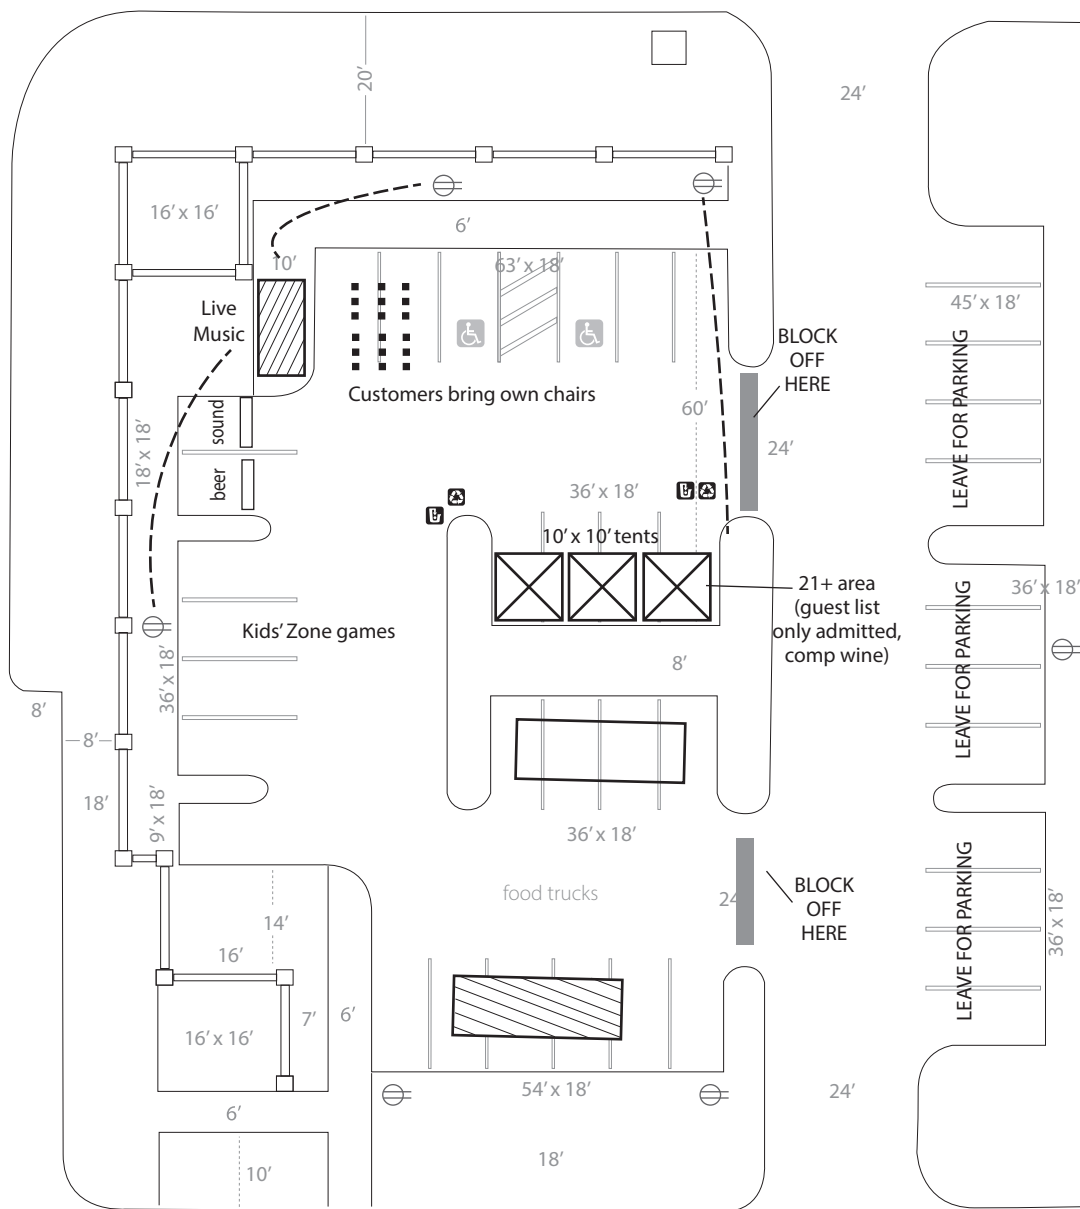 20’
24’
16’ x 16’
6’
10’
63’ x 18’
45’ x 18’
Live
Music
BLOCK
OFF
HERE
Customers bring own chairs
LEAVE FOR PARKING
60’
sound
18’ x 18’
24’
beer
36’ x 18’
10’ x 10’ tents
21+ area
(guest list
only admitted,
comp wine)
36’ x 18’
Kids’ Zone games
LEAVE FOR PARKING
8’
36’ x 18’
8’
8’
18’
9’ x 18’
36’ x 18’
food trucks
24’
BLOCK
OFF
HERE
LEAVE FOR PARKING
36’ x 18’
14’
16’
7’
6’
16’ x 16’
54’ x 18’
24’
6’
18’
10’